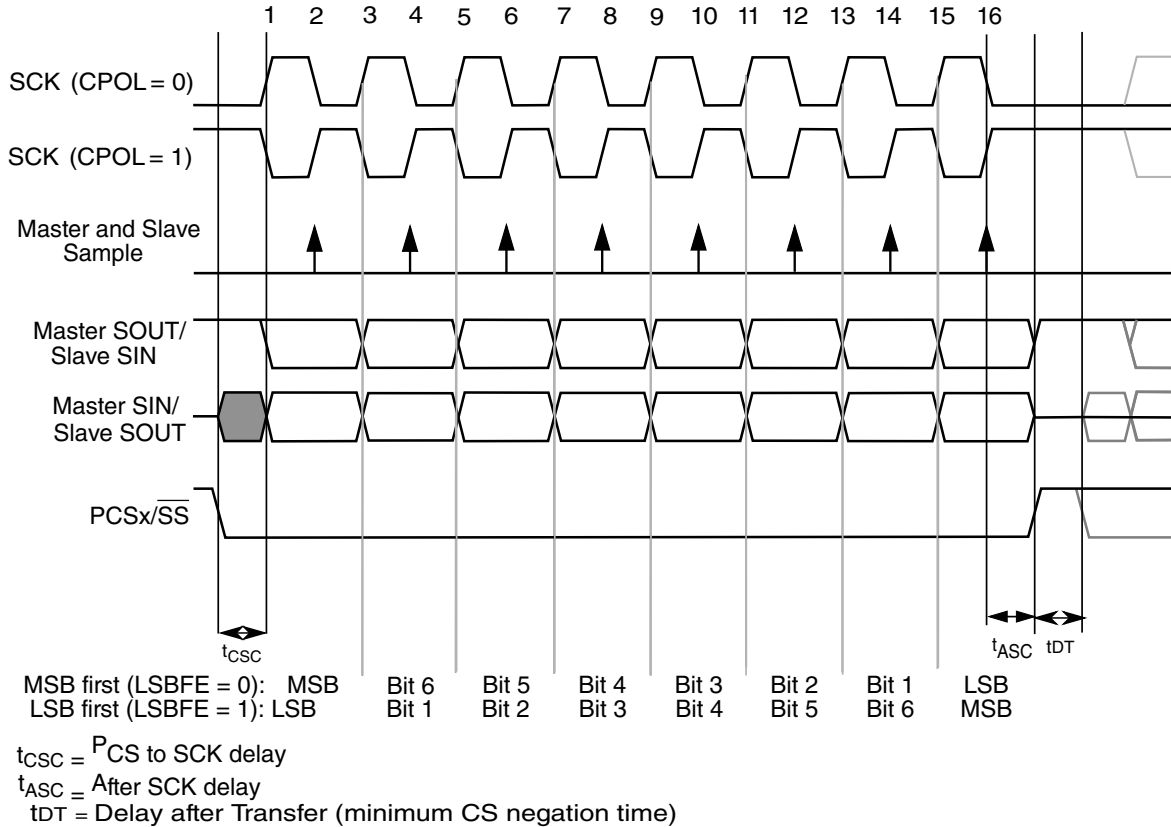 1 2 3 4 5 6 7 8 9 10 11 12 13 14 15 16
SCK (CPOL = 0)
SCK (CPOL = 1)
Master and Slave
Sample
Master SOUT/
Slave SIN
Master SIN/
Slave SOUT
PCSx/SS
tCSC
tASC
tDT
MSB first (LSBFE = 0): MSB Bit 6 Bit 5 Bit 4 Bit 3 Bit 2 Bit 1 LSB
LSB first (LSBFE = 1): LSB Bit 1 Bit 2 Bit 3 Bit 4 Bit 5 Bit 6 MSB
tCSC = PCS to SCK delay
tASC = After SCK delay
tDT = Delay after Transfer (minimum CS negation time)